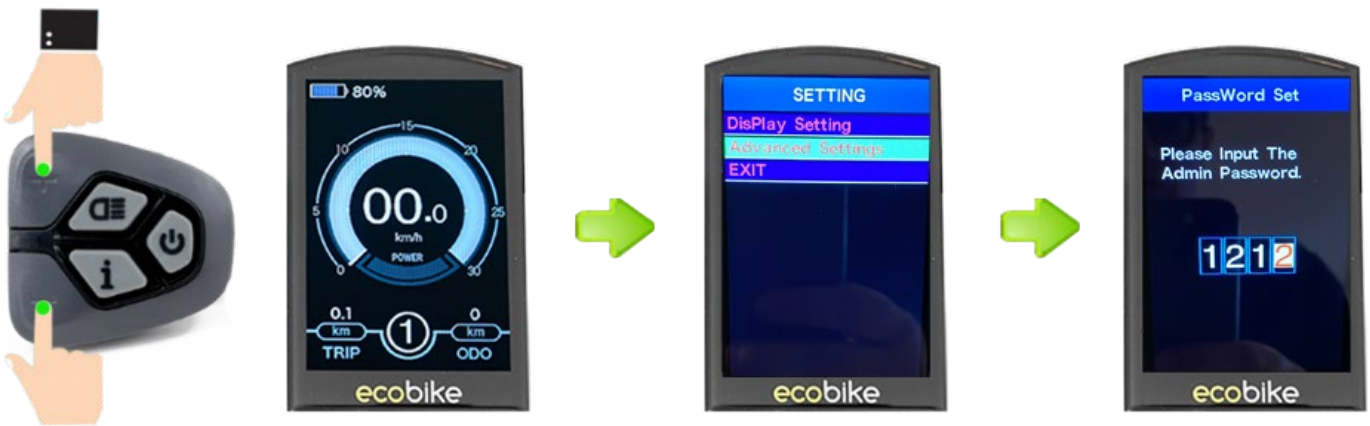 i
80%
15
10
20
00.0
5
25
km/h
POWER
0
30
0.1
0
km
1
km
TRIP
ODO
ecobike
SETTING
DisPlay Setting
Advanced Settings
EXIT
ecobike
PassWord Set
Please Input The
Admin Password.
1212
ecobike